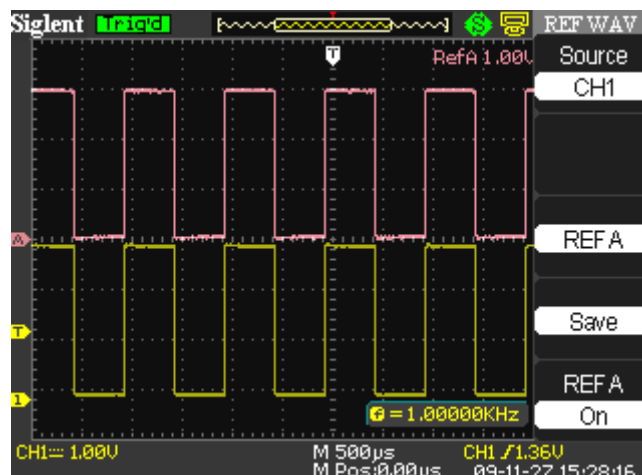 Siglent Trig'd REF WAV
T
RefA 1.00V
Source
CH1
A
REF A
T
Save
REF A
1
f = 1.00000KHz
On
CH1 1.00V M 500µs CH1 /1.36V
M Pos:0.00µs 09-11-27 15:28:16